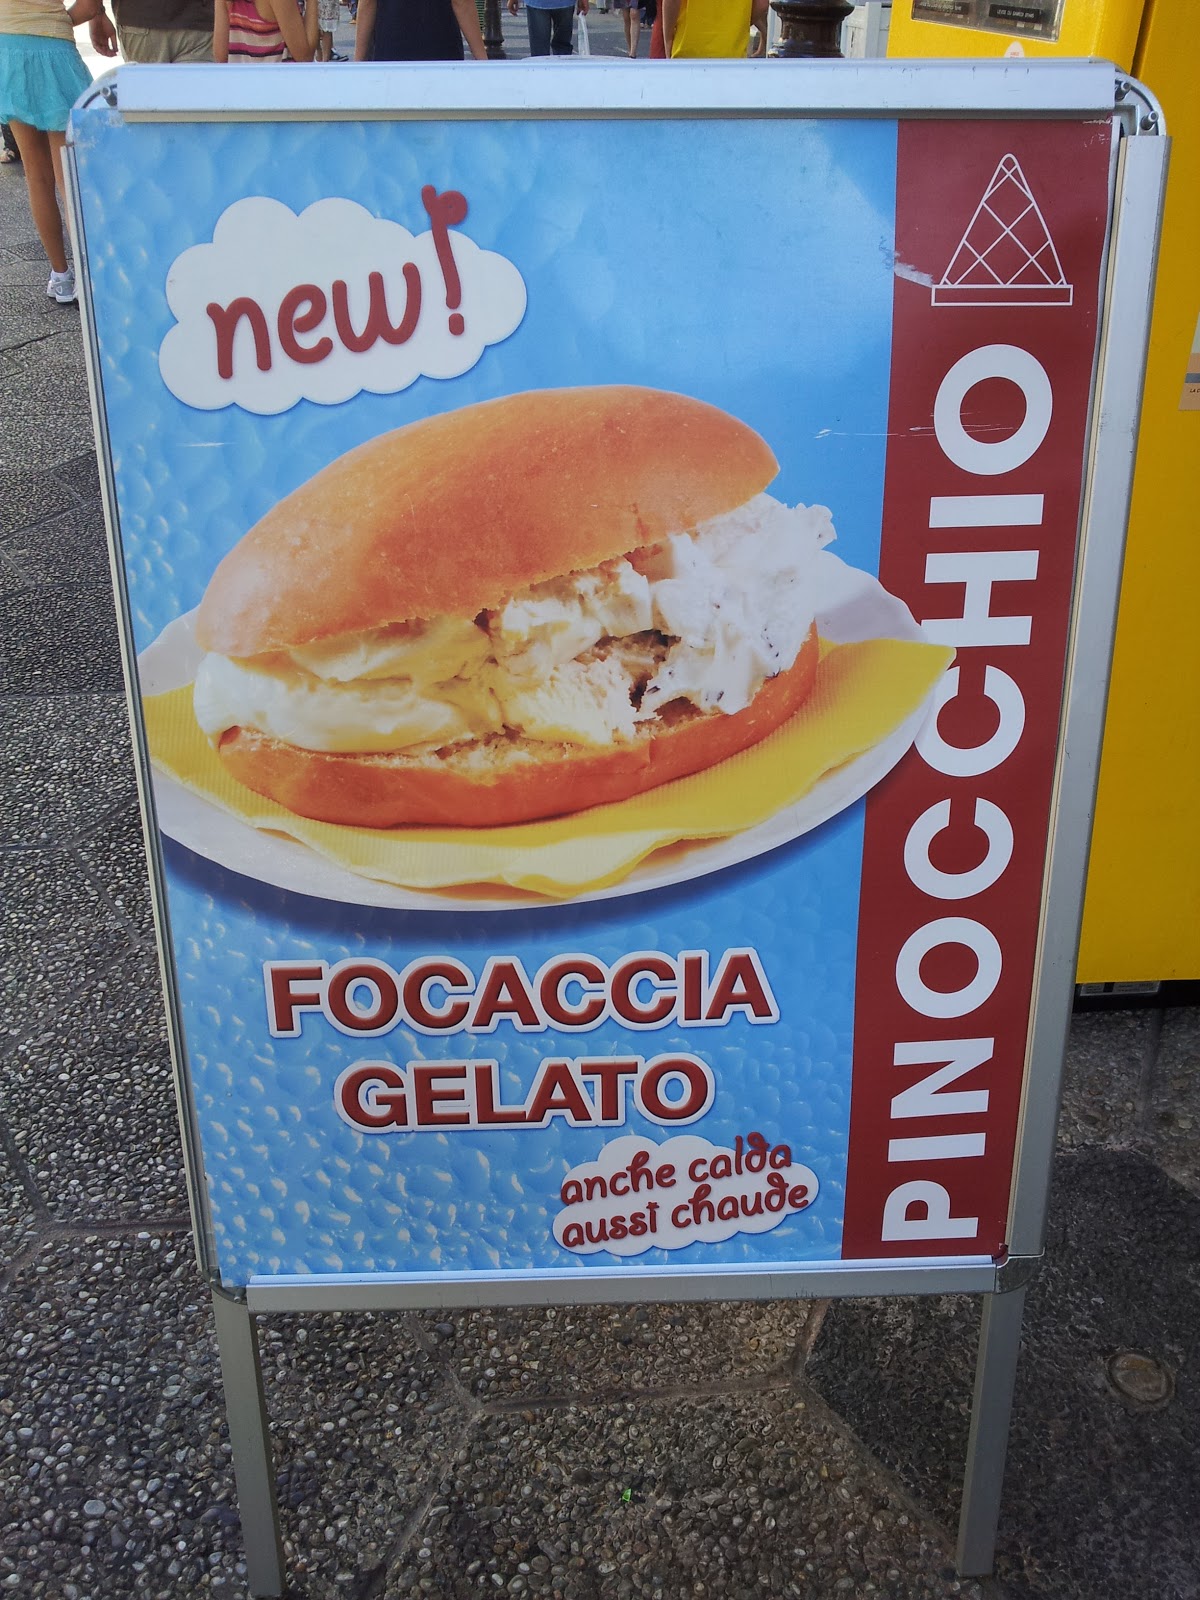 new!
FOCACCIA
GELATO
anche calda
aussi chaude
PINOCCHIO